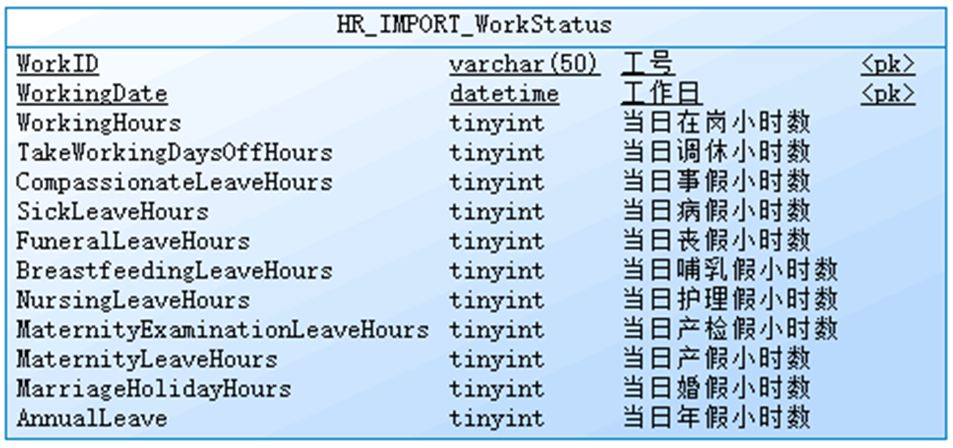 HR_IMPORT_WorkStatus
WorkID varchar(50) 工号 <pk>
WorkingDate datetime 工作日 <pk>
WorkingHours tinyint 当日在岗小时数
TakeWorkingDaysOffHours tinyint 当日调休小时数
CompassionateLeaveHours tinyint 当日事假小时数
SickLeaveHours tinyint 当日病假小时数
FuneralLeaveHours tinyint 当日丧假小时数
BreastfeedingLeaveHours tinyint 当日哺乳假小时数
NursingLeaveHours tinyint 当日护理假小时数
MaternityExaminationLeaveHours tinyint 当日产检假小时数
MaternityLeaveHours tinyint 当日产假小时数
MarriageHolidayHours tinyint 当日婚假小时数
AnnualLeave tinyint 当日年假小时数